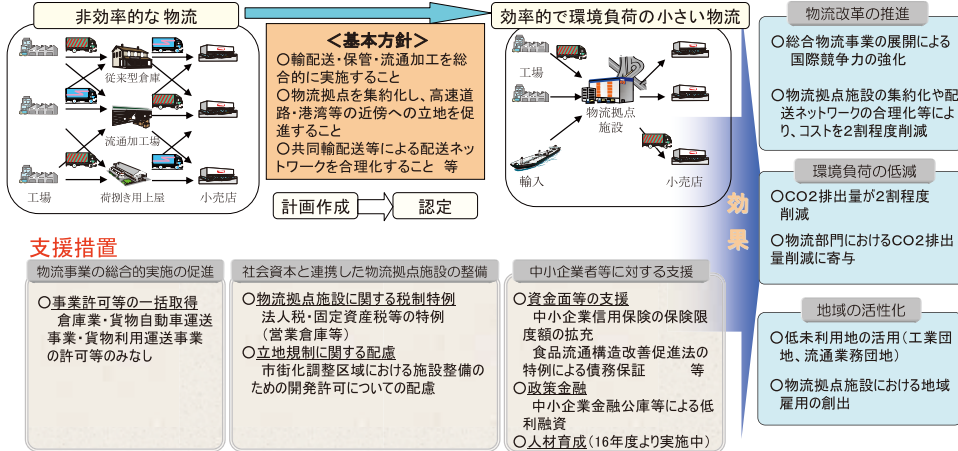 非効率的な物流
工場
従来型倉庫
流通加工場
荷捌き用上屋
小売店
＜基本方針＞
○輸配送・保管・流通加工を総
合的に実施すること
○物流拠点を集約化し、高速道
路・港湾等の近傍への立地を促
進すること
○共同輸配送等による配送ネッ
トワークを合理化すること　等
計画作成
認定
効率的で環境負荷の小さい物流
工場
物流拠点
施設
輸入
小売店
効果
物流改革の推進
○総合物流事業の展開による
国際競争力の強化
○物流拠点施設の集約化や配
送ネットワークの合理化等によ
り、コストを2割程度削減
環境負荷の低減
○CO2排出量が2割程度
削減
○物流部門におけるCO2排出
量削減に寄与
地域の活性化
○低未利用地の活用（工業団
地、流通業務団地）
○物流拠点施設における地域
雇用の創出
支援措置
物流事業の総合的実施の促進
○事業許可等の一括取得
倉庫業・貨物自動車運送
事業・貨物利用運送事業
の許可等のみなし
社会資本と連携した物流拠点施設の整備
○物流拠点施設に関する税制特例
法人税・固定資産税等の特例
（営業倉庫等）
○立地規制に関する配慮
市街化調整区域における施設整備の
ための開発許可についての配慮
中小企業者等に対する支援
○資金面等の支援
中小企業信用保険の保険限
度額の拡充
食品流通構造改善促進法の
特例による債務保証　等
○政策金融
中小企業金融公庫等による低
利融資
○人材育成（16年度より実施中）